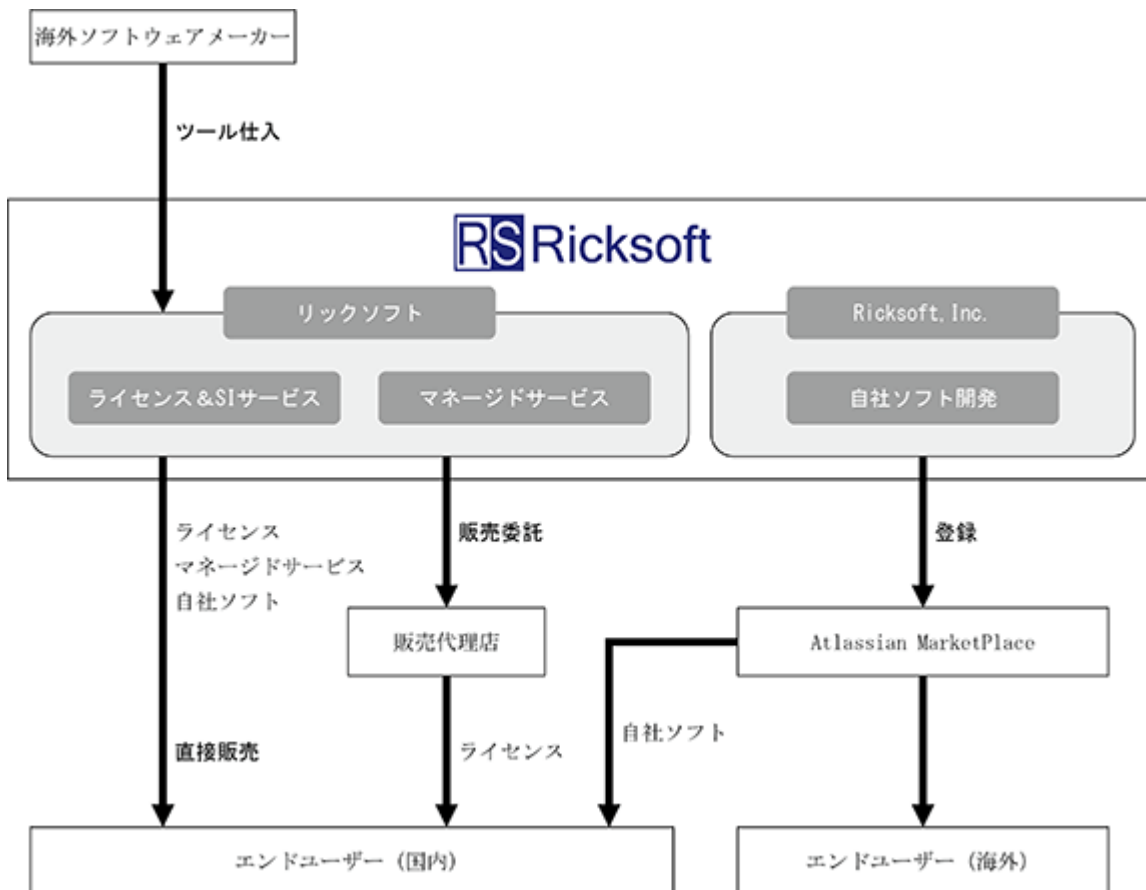 海外ソフトウェアメーカー
ツール仕入
RS Ricksoft
リックソフト
Ricksoft, Inc.
ライセンス&SIサービス
マネージドサービス
自社ソフト開発
ライセンス
マネージドサービス
自社ソフト
販売委託
登録
販売代理店
Atlassian MarketPlace
直接販売
ライセンス
自社ソフト
エンドユーザー(国内)
エンドユーザー(海外)